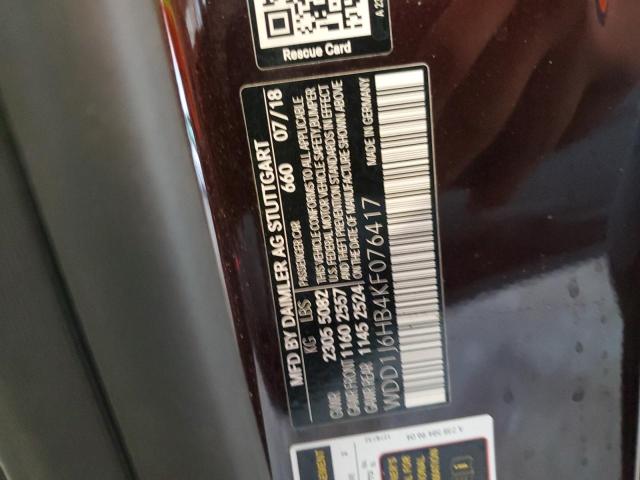 Rescue Card
MFD BY DAIMLER AG STUTTGART
660 07/18
PASSENGER CAR
KG LBS
GVWR 2305 5082
GAWR FRONT 1160 2557
GAWR REAR 1145 2524
THIS VEHICLE CONFORMS TO ALL APPLICABLE
U.S. FEDERAL MOTOR VEHICLE SAFETY, BUMPER
AND THEFT PREVENTION STANDARDS IN EFFECT
ON THE DATE OF MANUFACTURE SHOWN ABOVE
WDD1J6HB4KF076417
MADE IN GERMANY